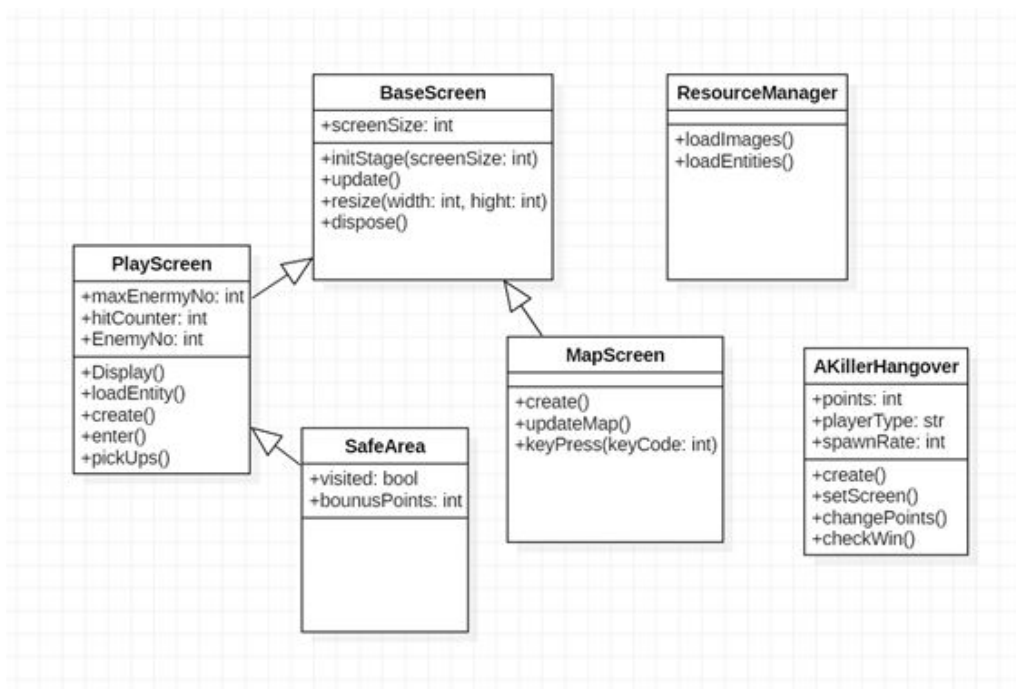 BaseScreen
+screenSize: int
+initStage(screenSize: int)
+update()
+resize(width: int, hight: int)
+dispose()
ResourceManager
+loadImages()
+loadEntities()
PlayScreen
+maxEnermyNo: int
+hitCounter: int
+EnemyNo: int
+Display()
+loadEntity()
+create()
+enter()
+pickUps()
MapScreen
+create()
+updateMap()
+keyPress(keyCode: int)
AKillerHangover
+points: int
+playerType: str
+spawnRate: int
+create()
+setScreen()
+changePoints()
+checkWin()
SafeArea
+visited: bool
+bounusPoints: int